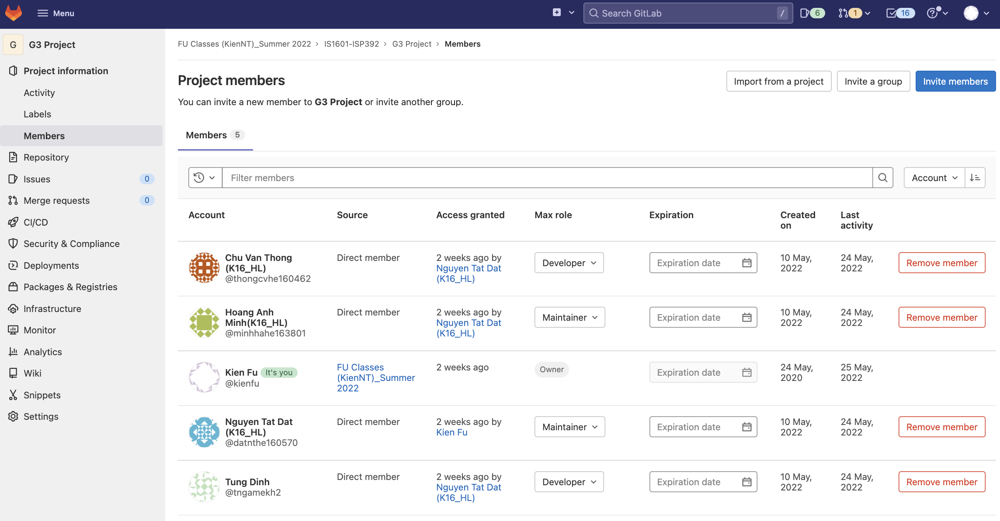 Menu
Search GitLab
/
6
1
16
G
G3 Project
Project information
Activity
Labels
Members
Repository
Issues
0
Merge requests
0
CI/CD
Security & Compliance
Deployments
Packages & Registries
Infrastructure
Monitor
Analytics
Wiki
Snippets
Settings
FU Classes (KienNT)_Summer 2022 › IS1601-ISP392 › G3 Project › Members
Project members
Import from a project
Invite a group
Invite members
You can invite a new member to G3 Project or invite another group.
Members 5
Filter members
Account
Account
Source
Access granted
Max role
Expiration
Created
on
Last
activity
Chu Van Thong
(K16_HL)
@thongcvhe160462
Direct member
2 weeks ago by
Nguyen Tat Dat
(K16_HL)
Developer
Expiration date
10 May,
2022
24 May,
2022
Remove member
Hoang Anh
Minh(K16_HL)
@minhhahe163801
Direct member
2 weeks ago by
Nguyen Tat Dat
(K16_HL)
Maintainer
Expiration date
10 May,
2022
24 May,
2022
Remove member
Kien Fu It's you
@kienfu
FU Classes
(KienNT)_Summer
2022
2 weeks ago
Owner
Expiration date
24 May,
2020
25 May,
2022
Nguyen Tat Dat
(K16_HL)
@datnthe160570
Direct member
2 weeks ago by
Kien Fu
Maintainer
Expiration date
10 May,
2022
24 May,
2022
Remove member
Tung Dinh
@tngamekh2
Direct member
2 weeks ago by
Nguyen Tat Dat
(K16_HL)
Developer
Expiration date
10 May,
2022
24 May,
2022
Remove member